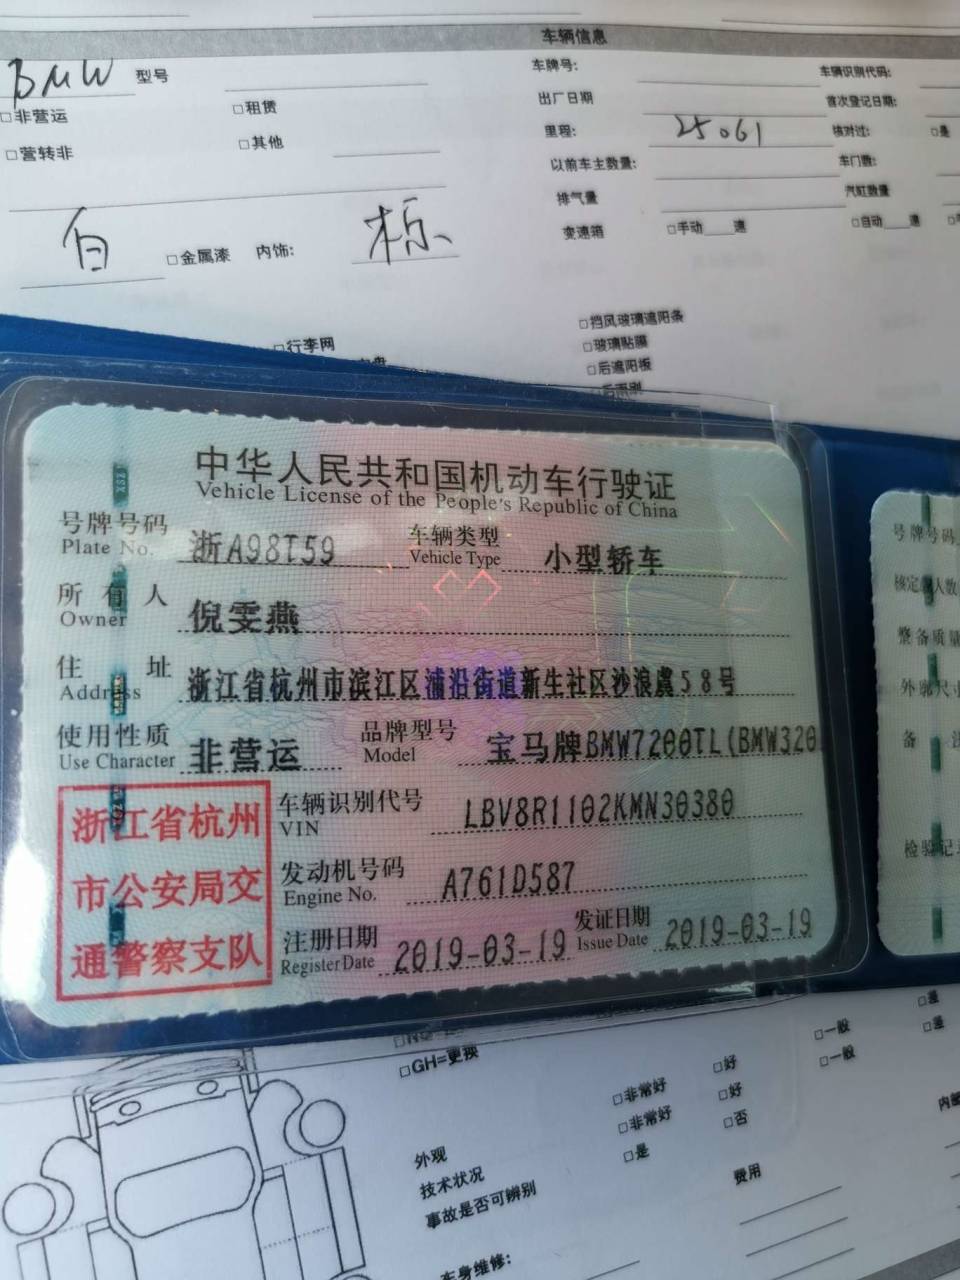 车辆信息
BMW 型号 车牌号: 车辆识别代码:
□非营运 □租赁 出厂日期 首次登记日期:
□营转非 □其他 里程: 25061 核对过: □是
以前车主数量: 车门数:
排气量 汽缸数量
白 □金属漆 内饰: 棕 变速箱 □手动 速 □自动 速
□挡风玻璃遮阳条
□行李网 □玻璃贴膜
□后遮阳板
□后雨刷
中华人民共和国机动车行驶证
Vehicle License of the People's Republic of China
号牌号码 浙A98T59 车辆类型 小型轿车
Plate No. Vehicle Type
所有人 倪雯燕
Owner
住址 浙江省杭州市滨江区浦沿街道新生社区沙浪虞58号
Address
使用性质 非营运 品牌型号 宝马牌BMW7200TL(BMW320
Use Character Model
浙江省杭州
市公安局交
通警察支队
车辆识别代号 LBV8R1102KMN30380
VIN
发动机号码 A761D587
Engine No.
注册日期 2019-03-19 发证日期 2019-03-19
Register Date Issue Date
号牌号码
核定 人数
整备质量
外廓尺寸
备
检验记
□GH=更换
□一般 □差
□非常好 □好 □一般 □差
外观 □非常好 □好
技术状况 □是 □否
事故是否可辨别
费用
车身维修: